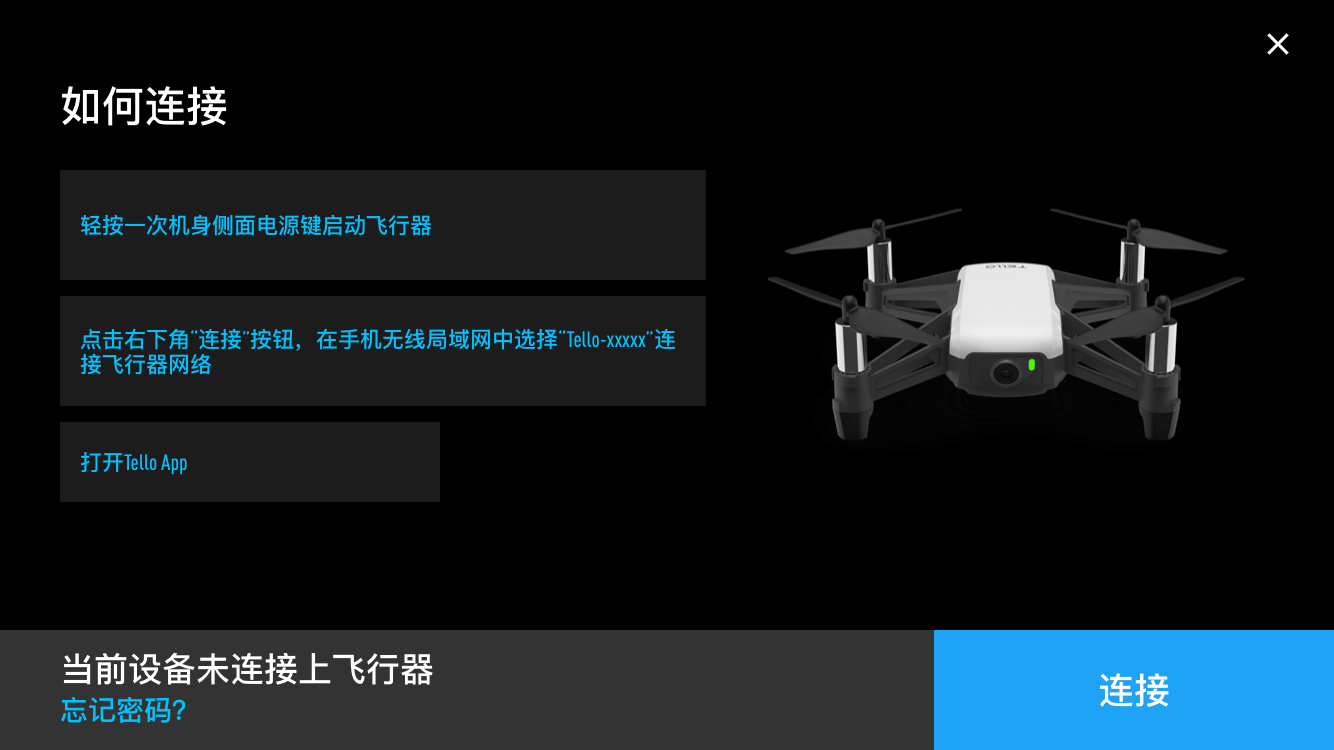 如何连接
轻按一次机身侧面电源键启动飞行器
点击右下角“连接”按钮，在手机无线局域网中选择“Tello-xxxxx”连
接飞行器网络
TELLO
打开Tello App
当前设备未连接上飞行器
忘记密码?
连接